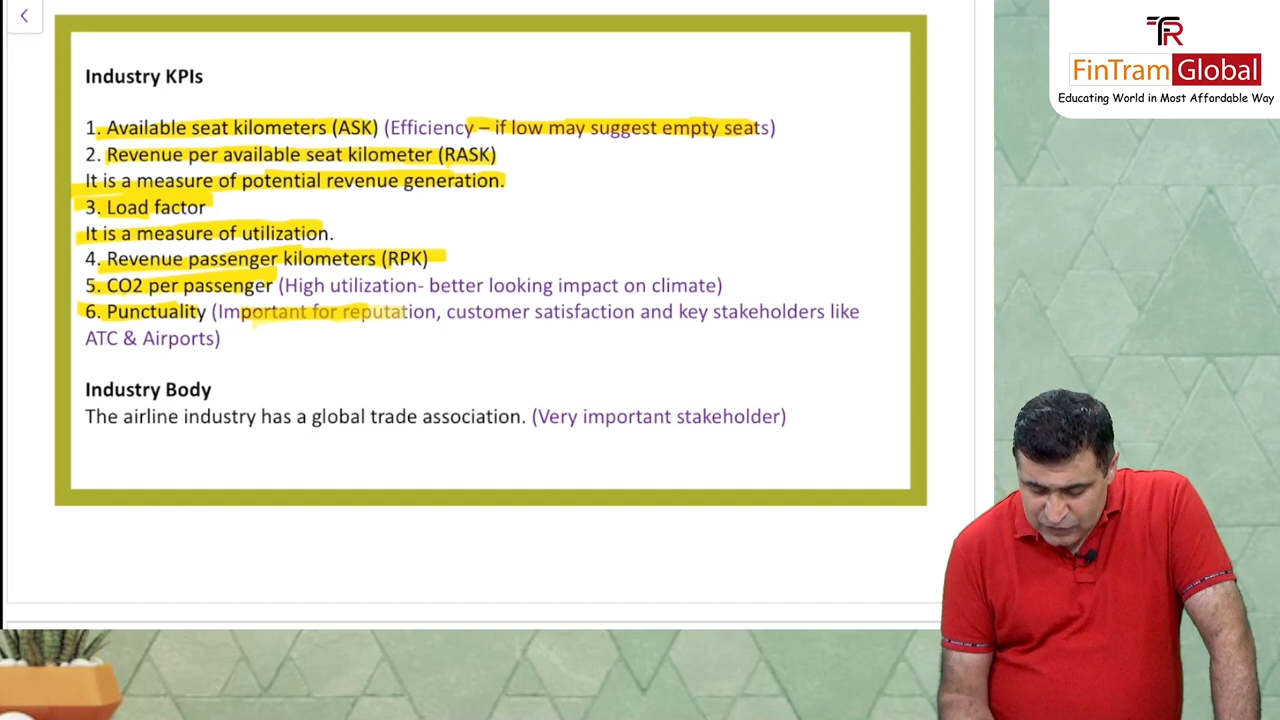 Industry KPIs
1. Available seat kilometers (ASK) (Efficiency – if low may suggest empty seats)
2. Revenue per available seat kilometer (RASK)
It is a measure of potential revenue generation.
3. Load factor
It is a measure of utilization.
4. Revenue passenger kilometers (RPK)
5. CO2 per passenger (High utilization- better looking impact on climate)
6. Punctuality (Important for reputation, customer satisfaction and key stakeholders like
ATC & Airports)
Industry Body
The airline industry has a global trade association. (Very important stakeholder)
FinTram Global
Educating World in Most Affordable Way